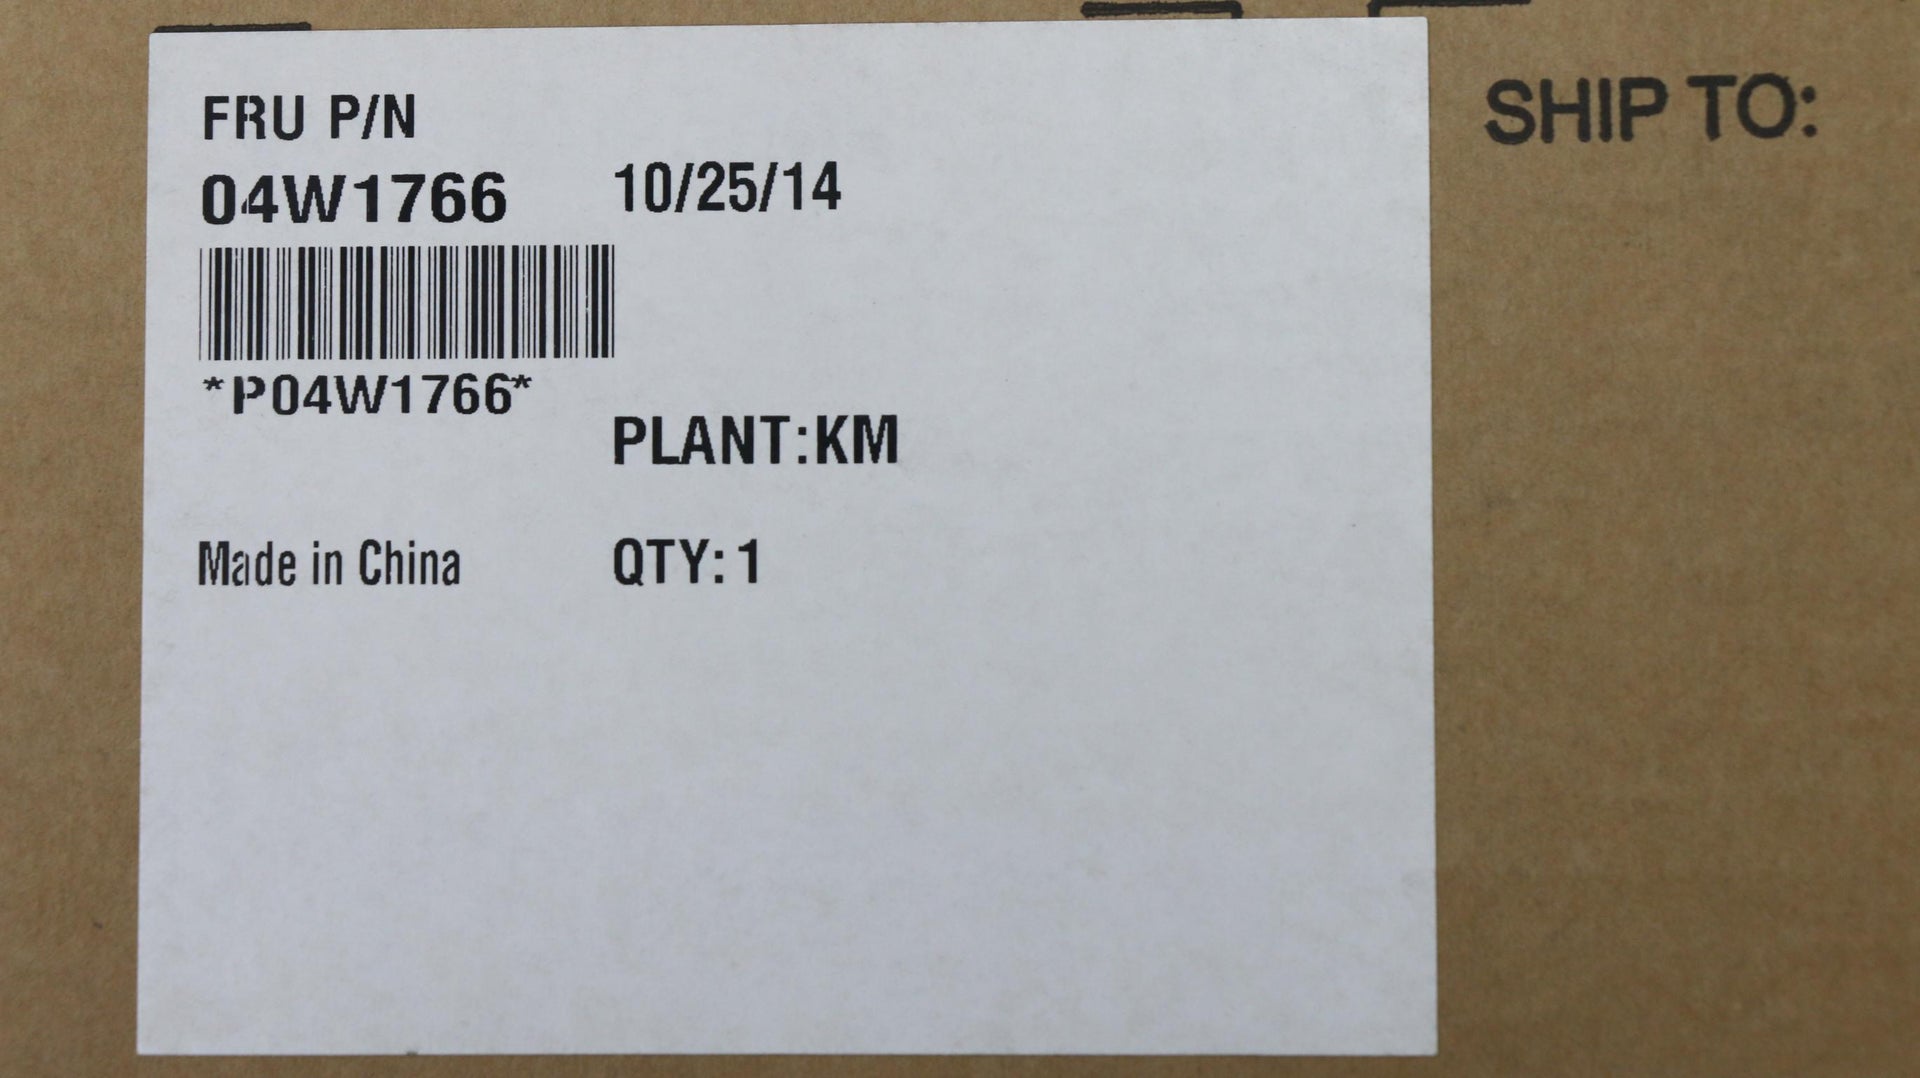 FRU P/N
04W1766 10/25/14
*P04W1766*
PLANT:KM
Made in China QTY: 1
SHIP TO: